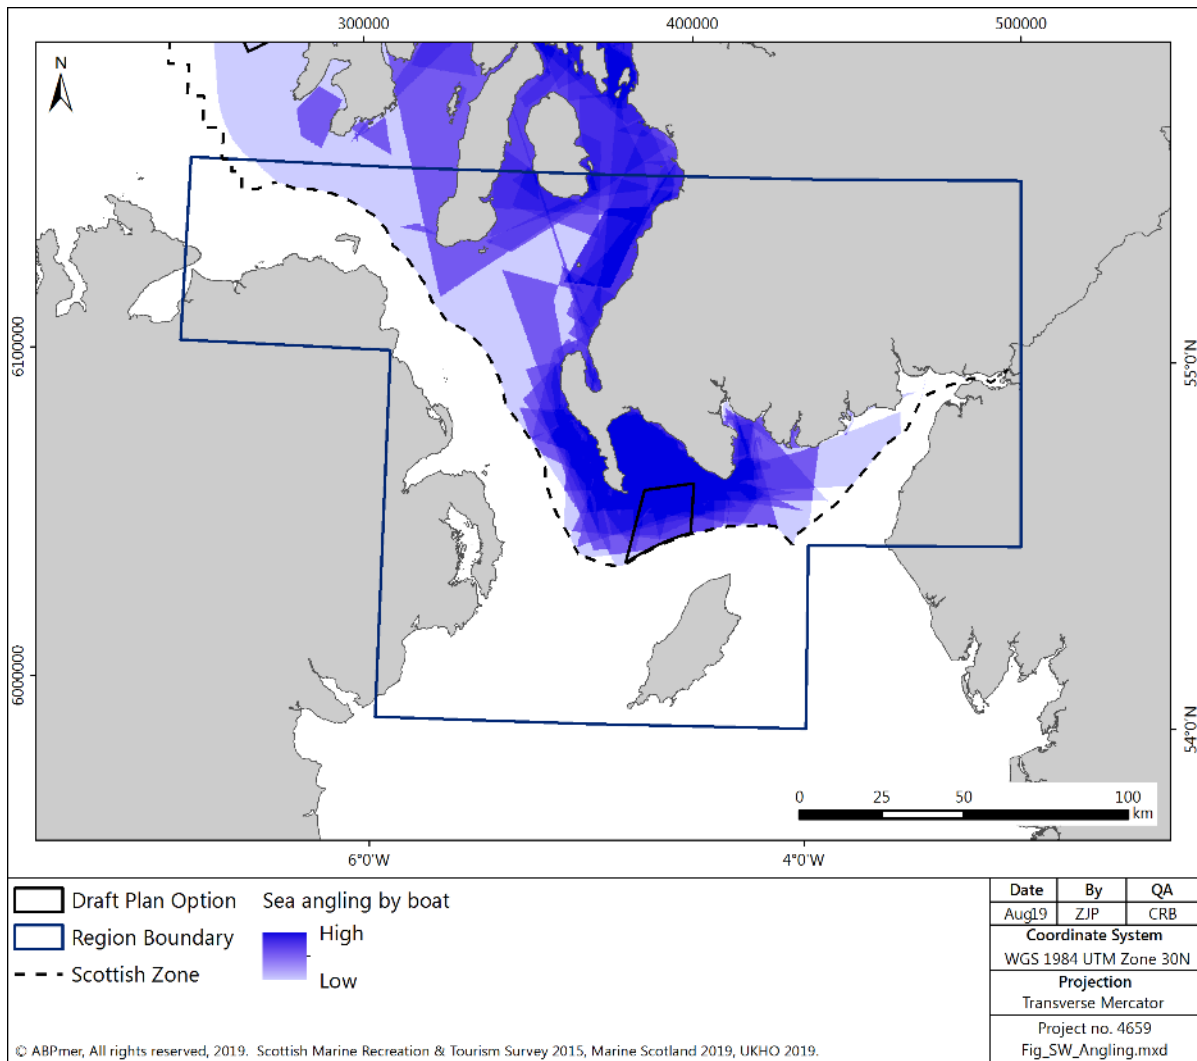 300000 400000 500000
N
6100000
55°0'N
6000000
54°0'N
0 25 50 100
km
6°0'W 4°0'W
Draft Plan Option
Region Boundary
Scottish Zone
Sea angling by boat
High
Low
Date By QA
Aug19 ZJP CRB
Coordinate System
WGS 1984 UTM Zone 30N
Projection
Transverse Mercator
Project no. 4659
Fig_SW_Angling.mxd
© ABPmer, All rights reserved, 2019. Scottish Marine Recreation & Tourism Survey 2015, Marine Scotland 2019, UKHO 2019.